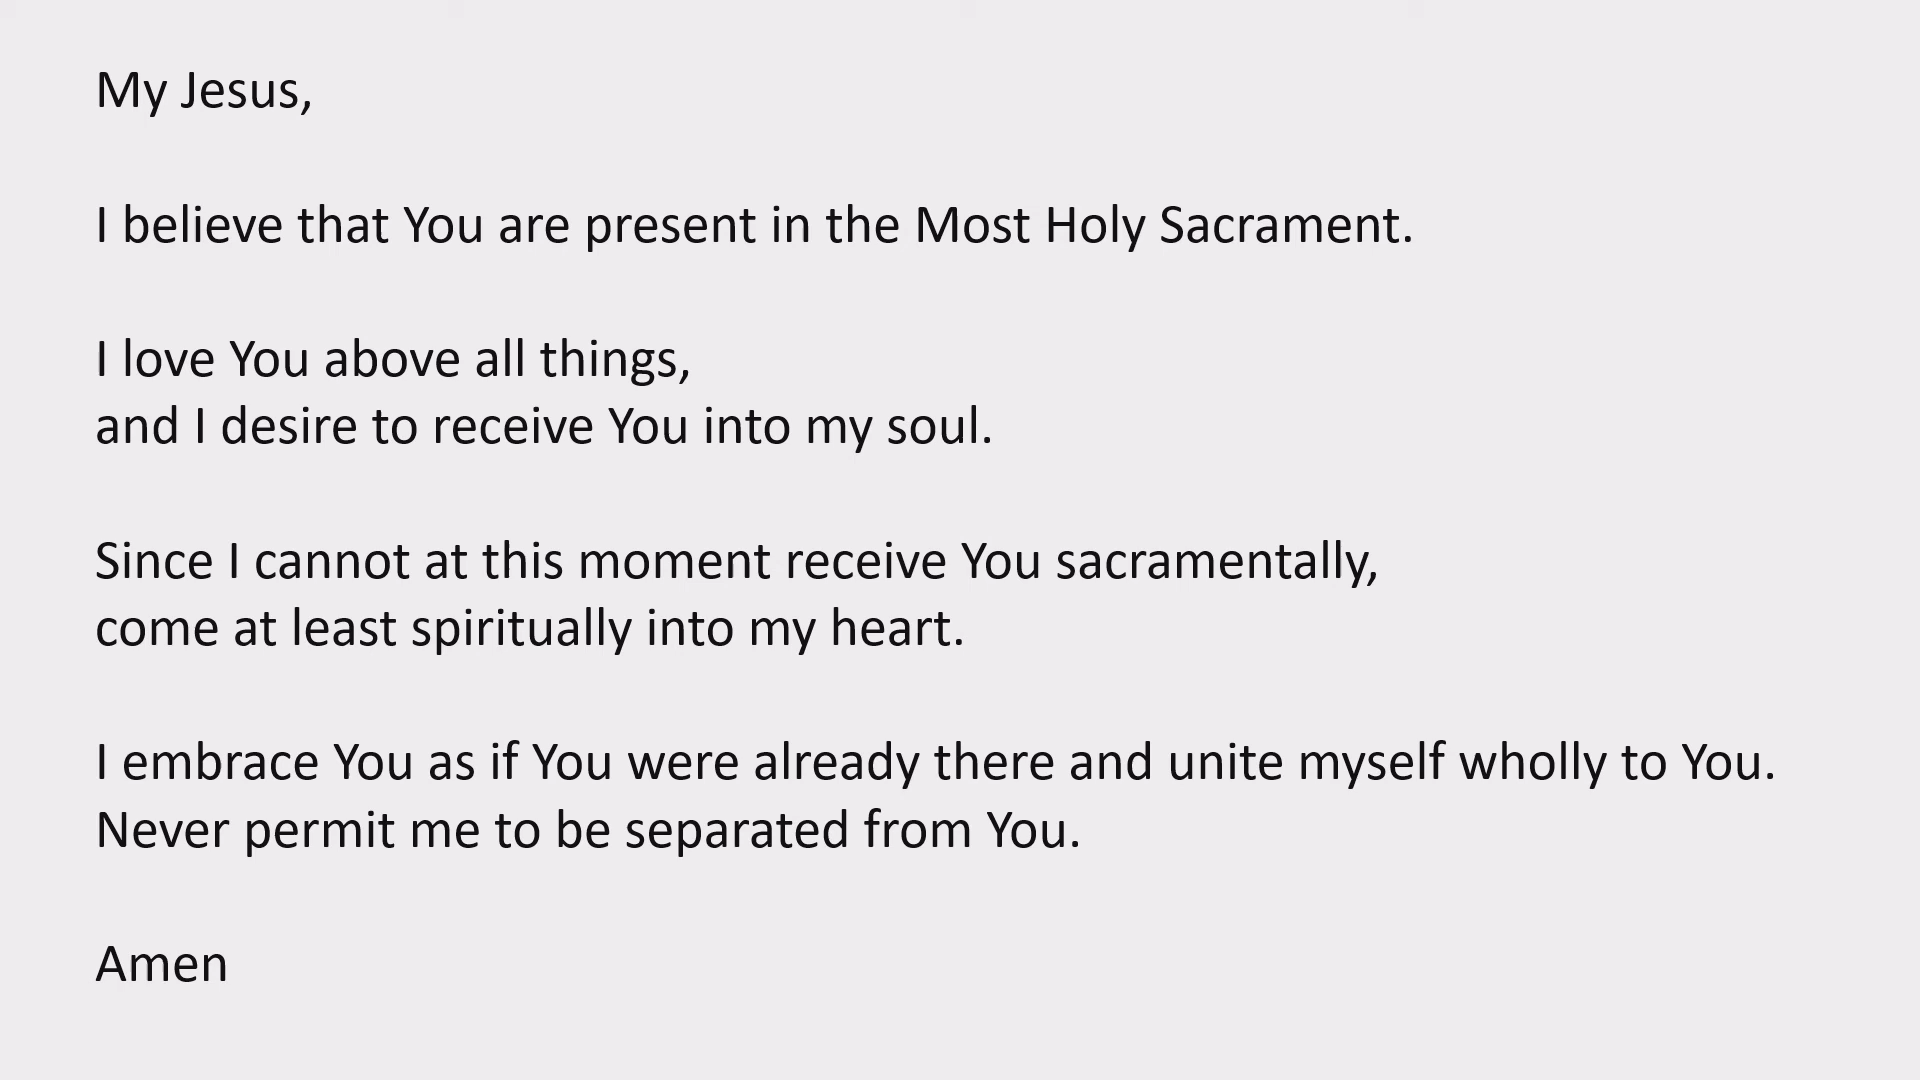 My Jesus,
I believe that You are present in the Most Holy Sacrament.
I love You above all things,
and I desire to receive You into my soul.
Since I cannot at this moment receive You sacramentally,
come at least spiritually into my heart.
I embrace You as if You were already there and unite myself wholly to You.
Never permit me to be separated from You.
Amen